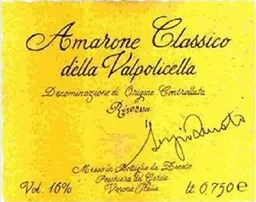 Amarone Classico
della Valpolicella
Denominazione di Origine Controllata
Riserva
Messo in Bottiglia da Zenato
Peschiera del Garda
Verona Italia
Vol. 16% Lt. 0,750 e